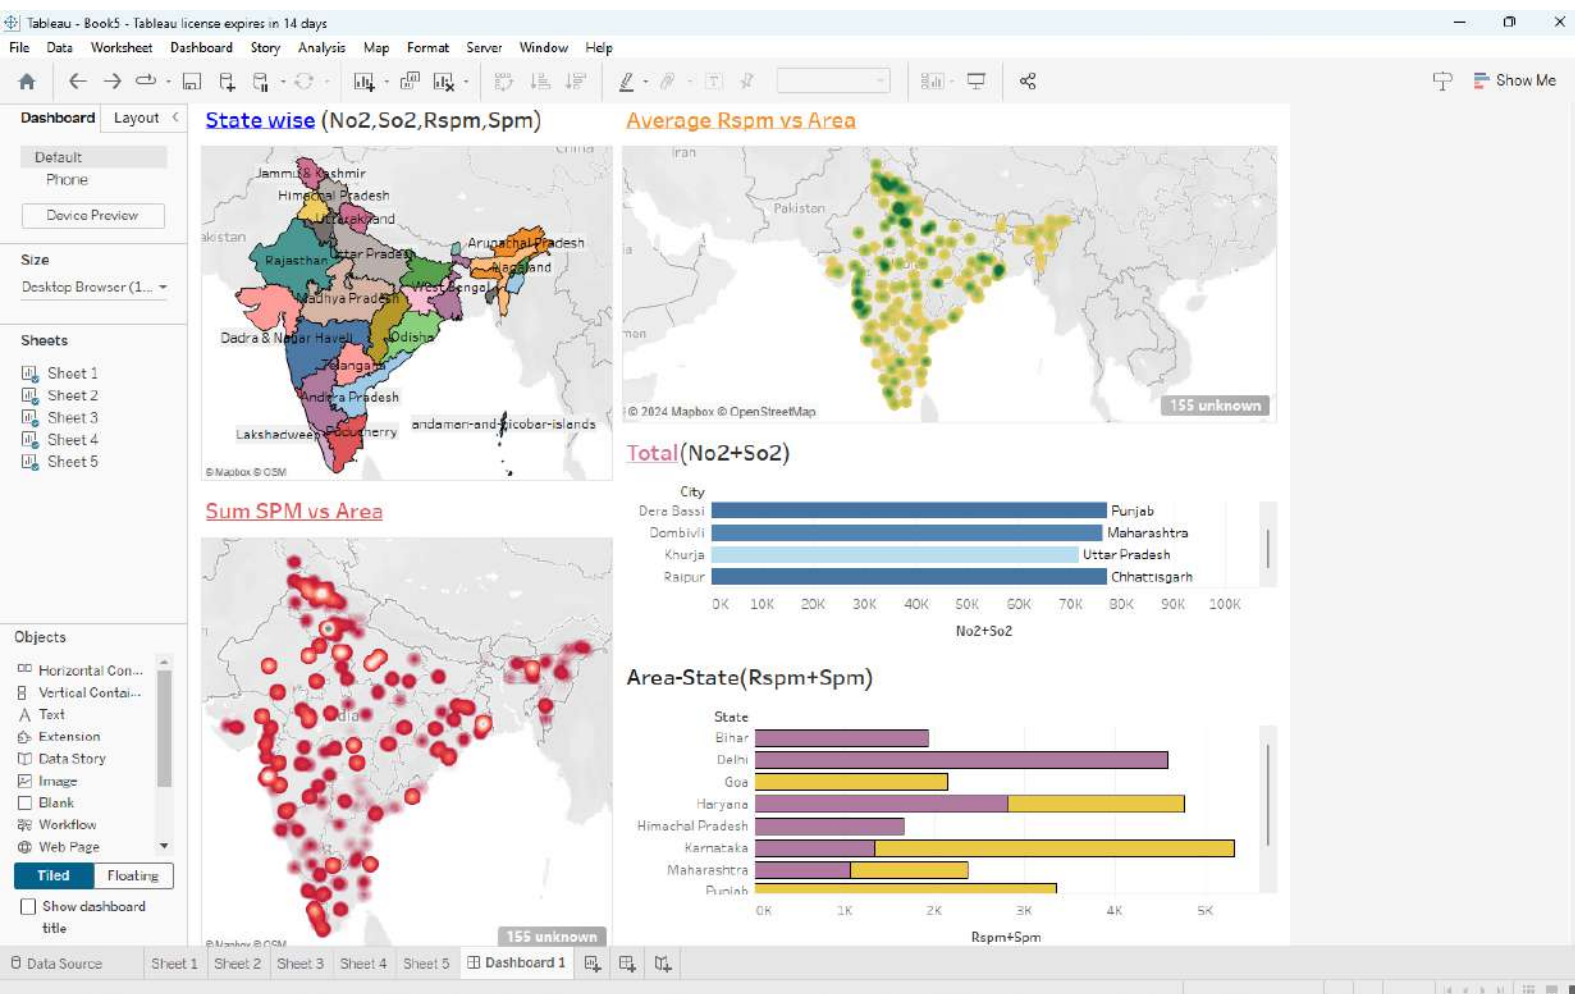 Tableau - Book5 - Tableau license expires in 14 days
File Data Worksheet Dashboard Story Analysis Map Format Server Window Help
Show Me
Dashboard Layout
Default
Phone
Device Preview
Size
Desktop Browser (1...
Sheets
Sheet 1
Sheet 2
Sheet 3
Sheet 4
Sheet 5
Objects
Horizontal Con...
Vertical Contai...
Text
Extension
Data Story
Image
Blank
Workflow
Web Page
Tiled Floating
Show dashboard
title
State wise (No2,So2,Rspm,Spm)
China
Jammu & Kashmir
Himachal Pradesh
Uttarakhand
akistan
Arunachal Pradesh
Rajasthan
Uttar Pradesh
Nagaland
West Bengal
Madhya Pradesh
Dadra & Nagar Haveli
Odisha
Telangana
Andhra Pradesh
andaman-and-nicobar-islands
Lakshadweep
Puducherry
© Mapbox © OSM
Sum SPM vs Area
India
155 unknown
© Mapbox © OSM
Average Rspm vs Area
Iran
Pakistan
© 2024 Mapbox © OpenStreetMap
155 unknown
Total(No2+So2)
City
Dera Bassi Punjab
Dombivli Maharashtra
Khurja Uttar Pradesh
Raipur Chhattisgarh
0K 10K 20K 30K 40K 50K 60K 70K 80K 90K 100K
No2+So2
Area-State(Rspm+Spm)
State
Bihar
Delhi
Goa
Haryana
Himachal Pradesh
Karnataka
Maharashtra
Punjab
0K 1K 2K 3K 4K 5K
Rspm+Spm
Data Source Sheet 1 Sheet 2 Sheet 3 Sheet 4 Sheet 5 Dashboard 1